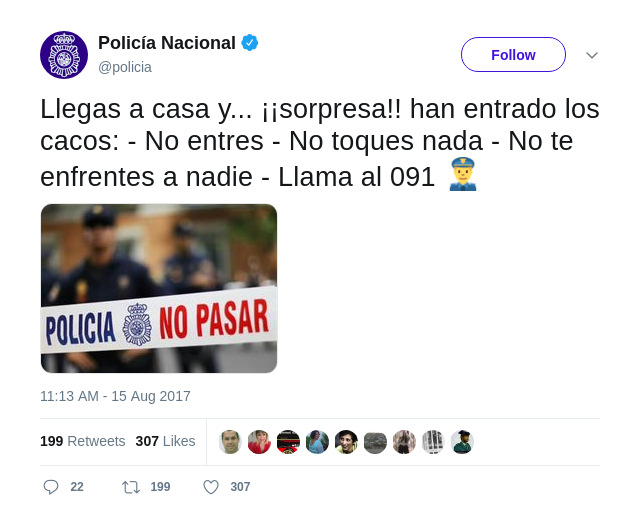 Policía Nacional
@policia
Follow
Llegas a casa y... ¡¡sorpresa!! han entrado los
cacos: - No entres - No toques nada - No te
enfrentes a nadie - Llama al 091
POLICIA NO PASAR
11:13 AM - 15 Aug 2017
199 Retweets 307 Likes
22 199 307